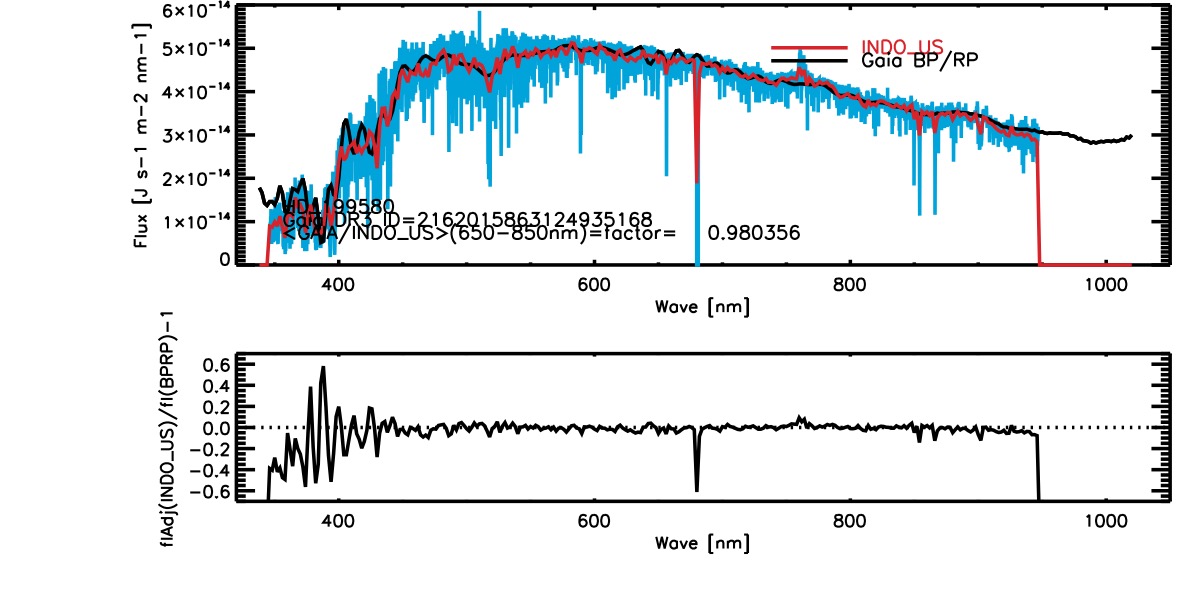 6×10−14
5×10−14
4×10−14
3×10−14
2×10−14
1×10−14
0
Flux [J s−1 m−2 nm−1]
INDO_US
Gaia BP/RP
HD 199580
Gaia DR3 ID=2162015863124935168
<GAIA/INDO_US>(650−850nm)=factor= 0.980356
400 600 800 1000
Wave [nm]
flAdj(INDO_US)/fl(BPRP)−1
0.6
0.4
0.2
0.0
−0.2
−0.4
−0.6
400 600 800 1000
Wave [nm]